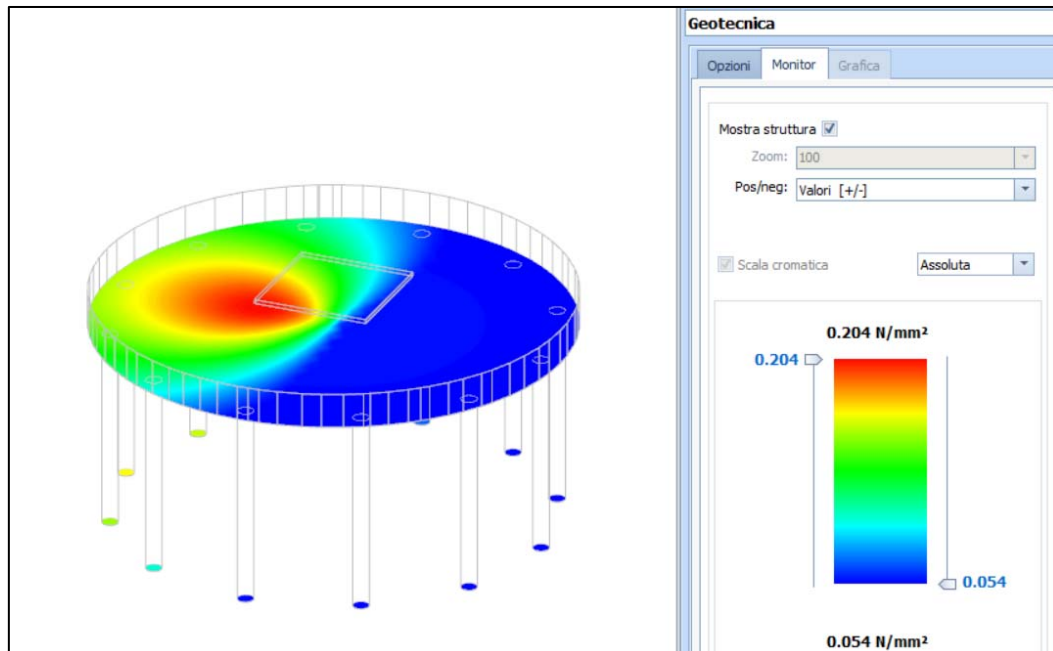 Geotecnica
Opzioni Monitor Grafica
Mostra struttura
Zoom: 100
Pos/neg: Valori [+/-]
Scala cromatica Assoluta
0.204 N/mm²
0.204
0.054
0.054 N/mm²